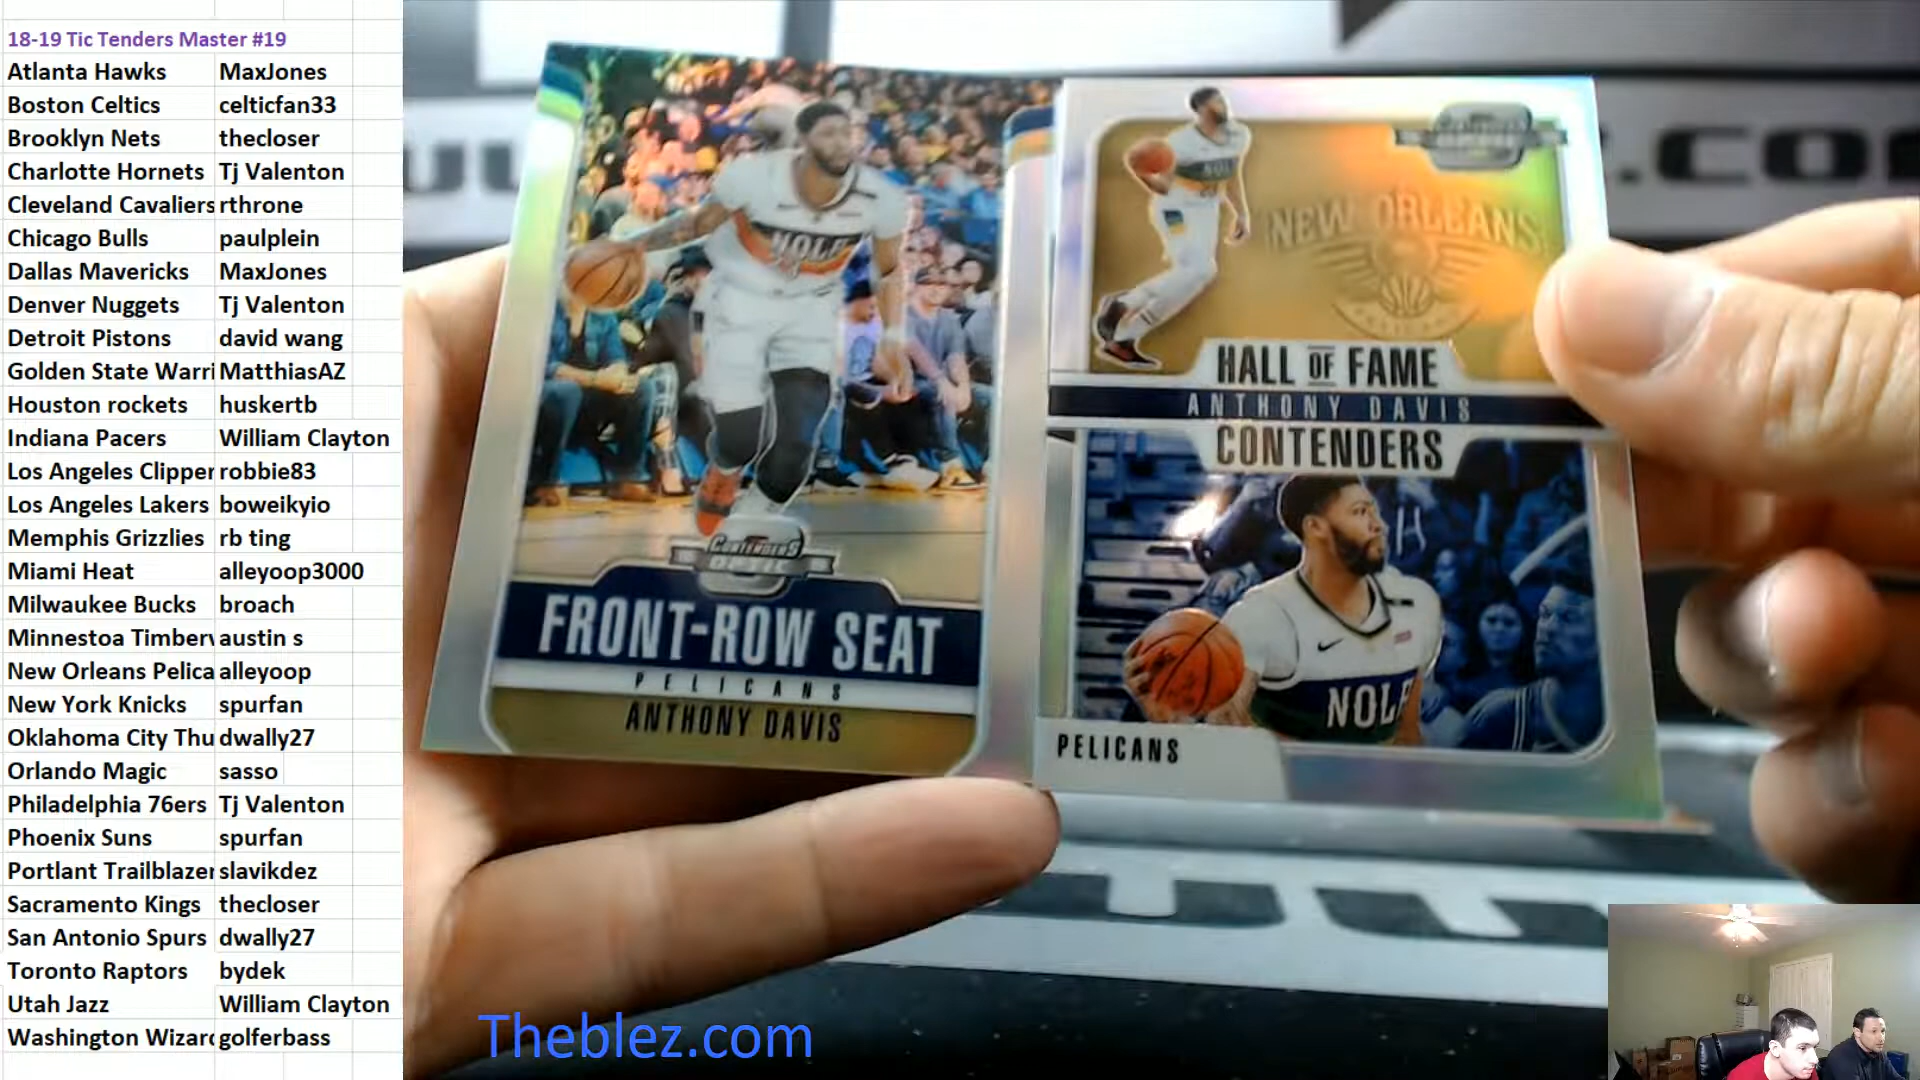 18-19 Tic Tenders Master #19
Atlanta Hawks MaxJones
Boston Celtics celticfan33
Brooklyn Nets thecloser
Charlotte Hornets Tj Valenton
Cleveland Cavaliers rthrone
Chicago Bulls paulplein
Dallas Mavericks MaxJones
Denver Nuggets Tj Valenton
Detroit Pistons david wang
Golden State Warri MatthiasAZ
Houston rockets huskertb
Indiana Pacers William Clayton
Los Angeles Clipper robbie83
Los Angeles Lakers boweikyio
Memphis Grizzlies rb ting
Miami Heat alleyoop3000
Milwaukee Bucks broach
Minnestoa Timberv austin s
New Orleans Pelica alleyoop
New York Knicks spurfan
Oklahoma City Thu dwally27
Orlando Magic sasso
Philadelphia 76ers Tj Valenton
Phoenix Suns spurfan
Portlant Trailblazer slavikdez
Sacramento Kings thecloser
San Antonio Spurs dwally27
Toronto Raptors bydek
Utah Jazz William Clayton
Washington Wizard golferbass
NOLA
CONTENDERS
OPTIC
FRONT-ROW SEAT
PELICANS
ANTHONY DAVIS
NEW ORLEANS
HALL OF FAME
ANTHONY DAVIS
CONTENDERS
NOL
PELICANS
.CO
Theblez.com